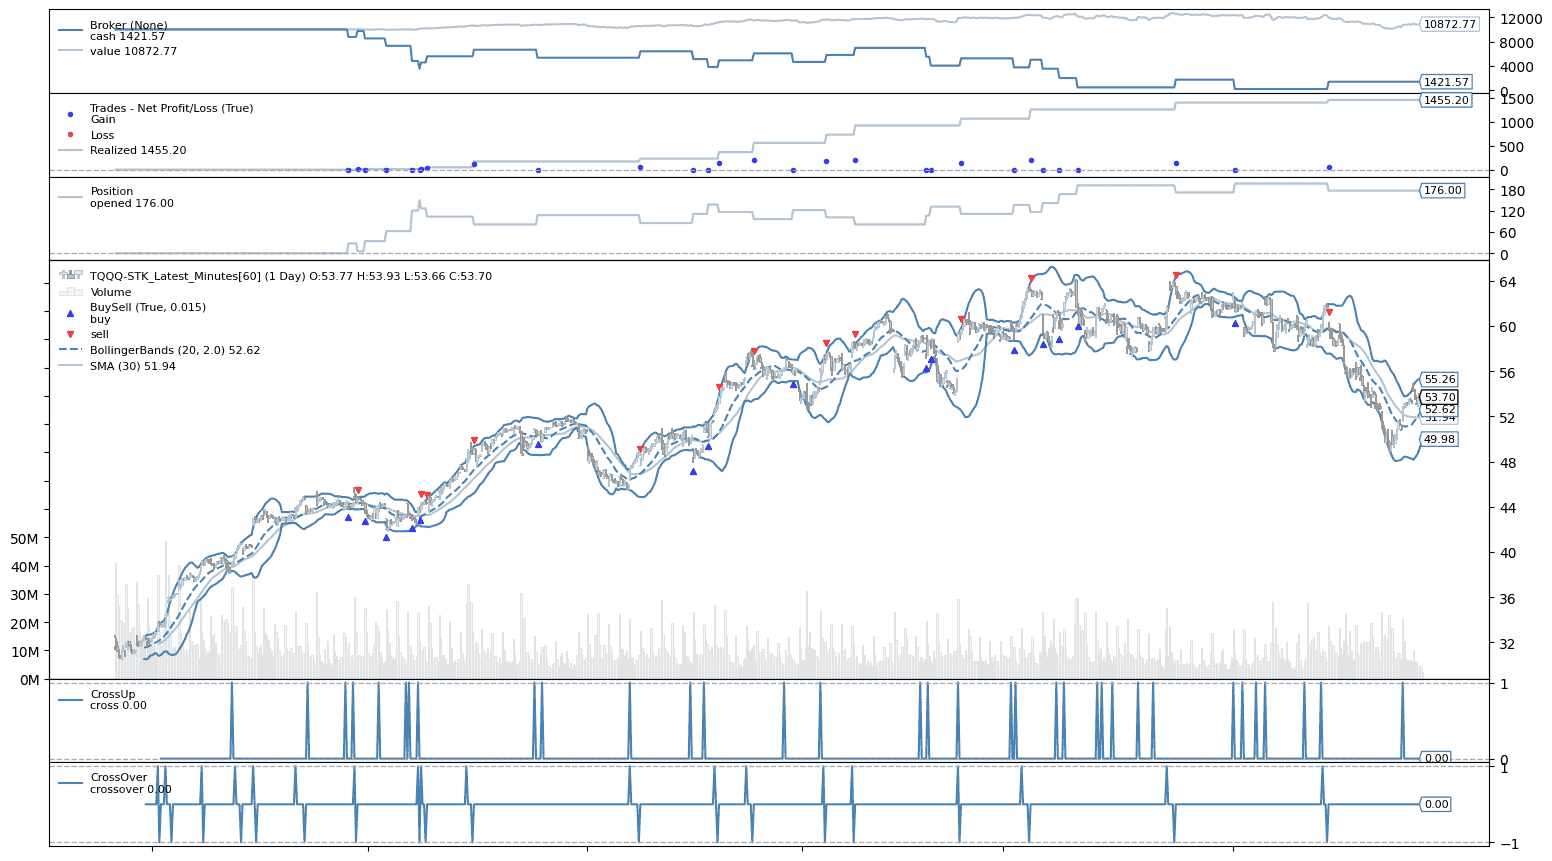 Broker (None)
cash 1421.57
value 10872.77
12000
8000
4000
0
10872.77
1421.57
Trades - Net Profit/Loss (True)
Gain
Loss
Realized 1455.20
1500
1000
500
0
1455.20
Position
opened 176.00
180
120
60
0
176.00
TQQQ-STK_Latest_Minutes[60] (1 Day) O:53.77 H:53.93 L:53.66 C:53.70
Volume
BuySell (True, 0.015)
buy
sell
BollingerBands (20, 2.0) 52.62
SMA (30) 51.94
64
60
56
52
48
44
40
36
32
55.26
53.70
52.62
51.94
49.98
50M
40M
30M
20M
10M
0M
CrossUp
cross 0.00
1
0
0.00
CrossOver
crossover 0.00
1
0.00
−1